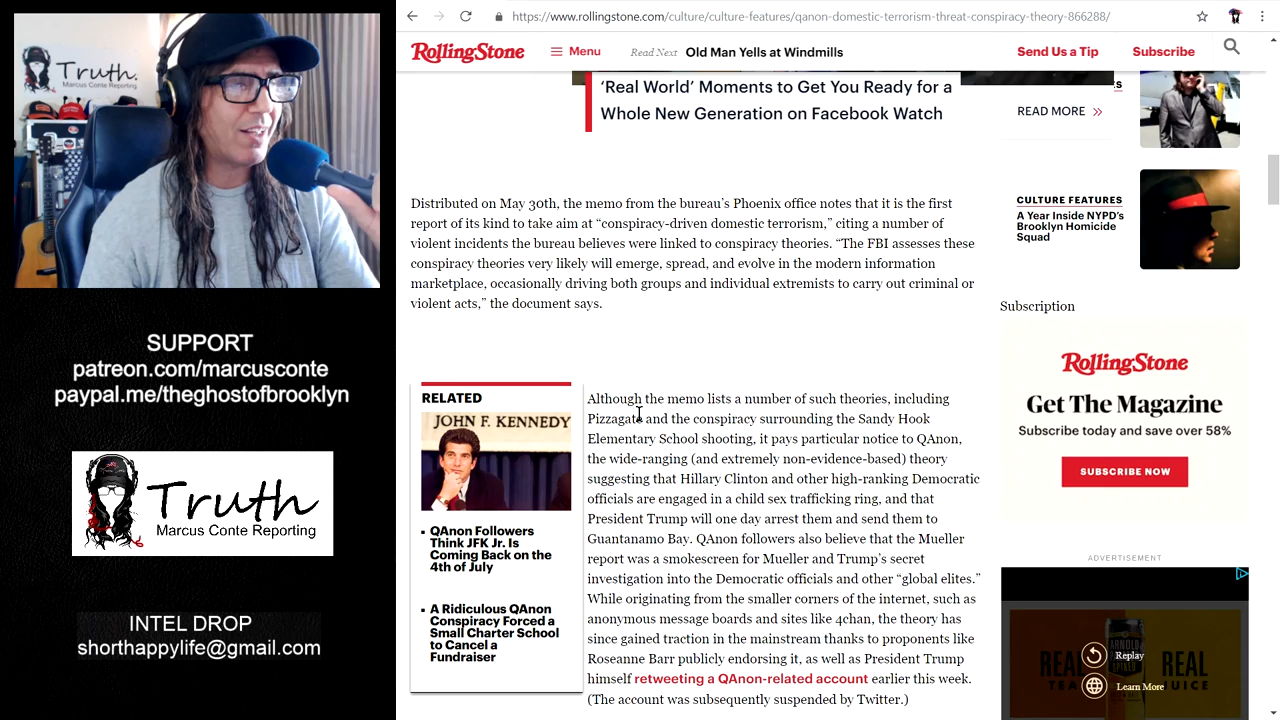 Truth.
Marcus Conte Reporting
SUPPORT
patreon.com/marcusconte
paypal.me/theghostofbrooklyn
Truth
Marcus Conte Reporting
INTEL DROP
shorthappylife@gmail.com
https://www.rollingstone.com/culture/culture-features/qanon-domestic-terrorism-threat-conspiracy-theory-866288/
RollingStone
Menu
Read Next Old Man Yells at Windmills
Send Us a Tip
Subscribe
‘Real World’ Moments to Get You Ready for a
Whole New Generation on Facebook Watch
Distributed on May 30th, the memo from the bureau’s Phoenix office notes that it is the first
report of its kind to take aim at “conspiracy-driven domestic terrorism,” citing a number of
violent incidents the bureau believes were linked to conspiracy theories. “The FBI assesses these
conspiracy theories very likely will emerge, spread, and evolve in the modern information
marketplace, occasionally driving both groups and individual extremists to carry out criminal or
violent acts,” the document says.
RELATED
JOHN F. KENNEDY
QAnon Followers
Think JFK Jr. Is
Coming Back on the
4th of July
A Ridiculous QAnon
Conspiracy Forced a
Small Charter School
to Cancel a
Fundraiser
Although the memo lists a number of such theories, including
Pizzagate and the conspiracy surrounding the Sandy Hook
Elementary School shooting, it pays particular notice to QAnon,
the wide-ranging (and extremely non-evidence-based) theory
suggesting that Hillary Clinton and other high-ranking Democratic
officials are engaged in a child sex trafficking ring, and that
President Trump will one day arrest them and send them to
Guantanamo Bay. QAnon followers also believe that the Mueller
report was a smokescreen for Mueller and Trump’s secret
investigation into the Democratic officials and other “global elites.”
While originating from the smaller corners of the internet, such as
anonymous message boards and sites like 4chan, the theory has
since gained traction in the mainstream thanks to proponents like
Roseanne Barr publicly endorsing it, as well as President Trump
himself retweeting a QAnon-related account earlier this week.
(The account was subsequently suspended by Twitter.)
READ MORE
CULTURE FEATURES
A Year Inside NYPD’s
Brooklyn Homicide
Squad
Subscription
RollingStone
Get The Magazine
Subscribe today and save over 58%
SUBSCRIBE NOW
ADVERTISEMENT
REAL
TEA
ARNOLD
REAL
JUICE
Replay
Learn More